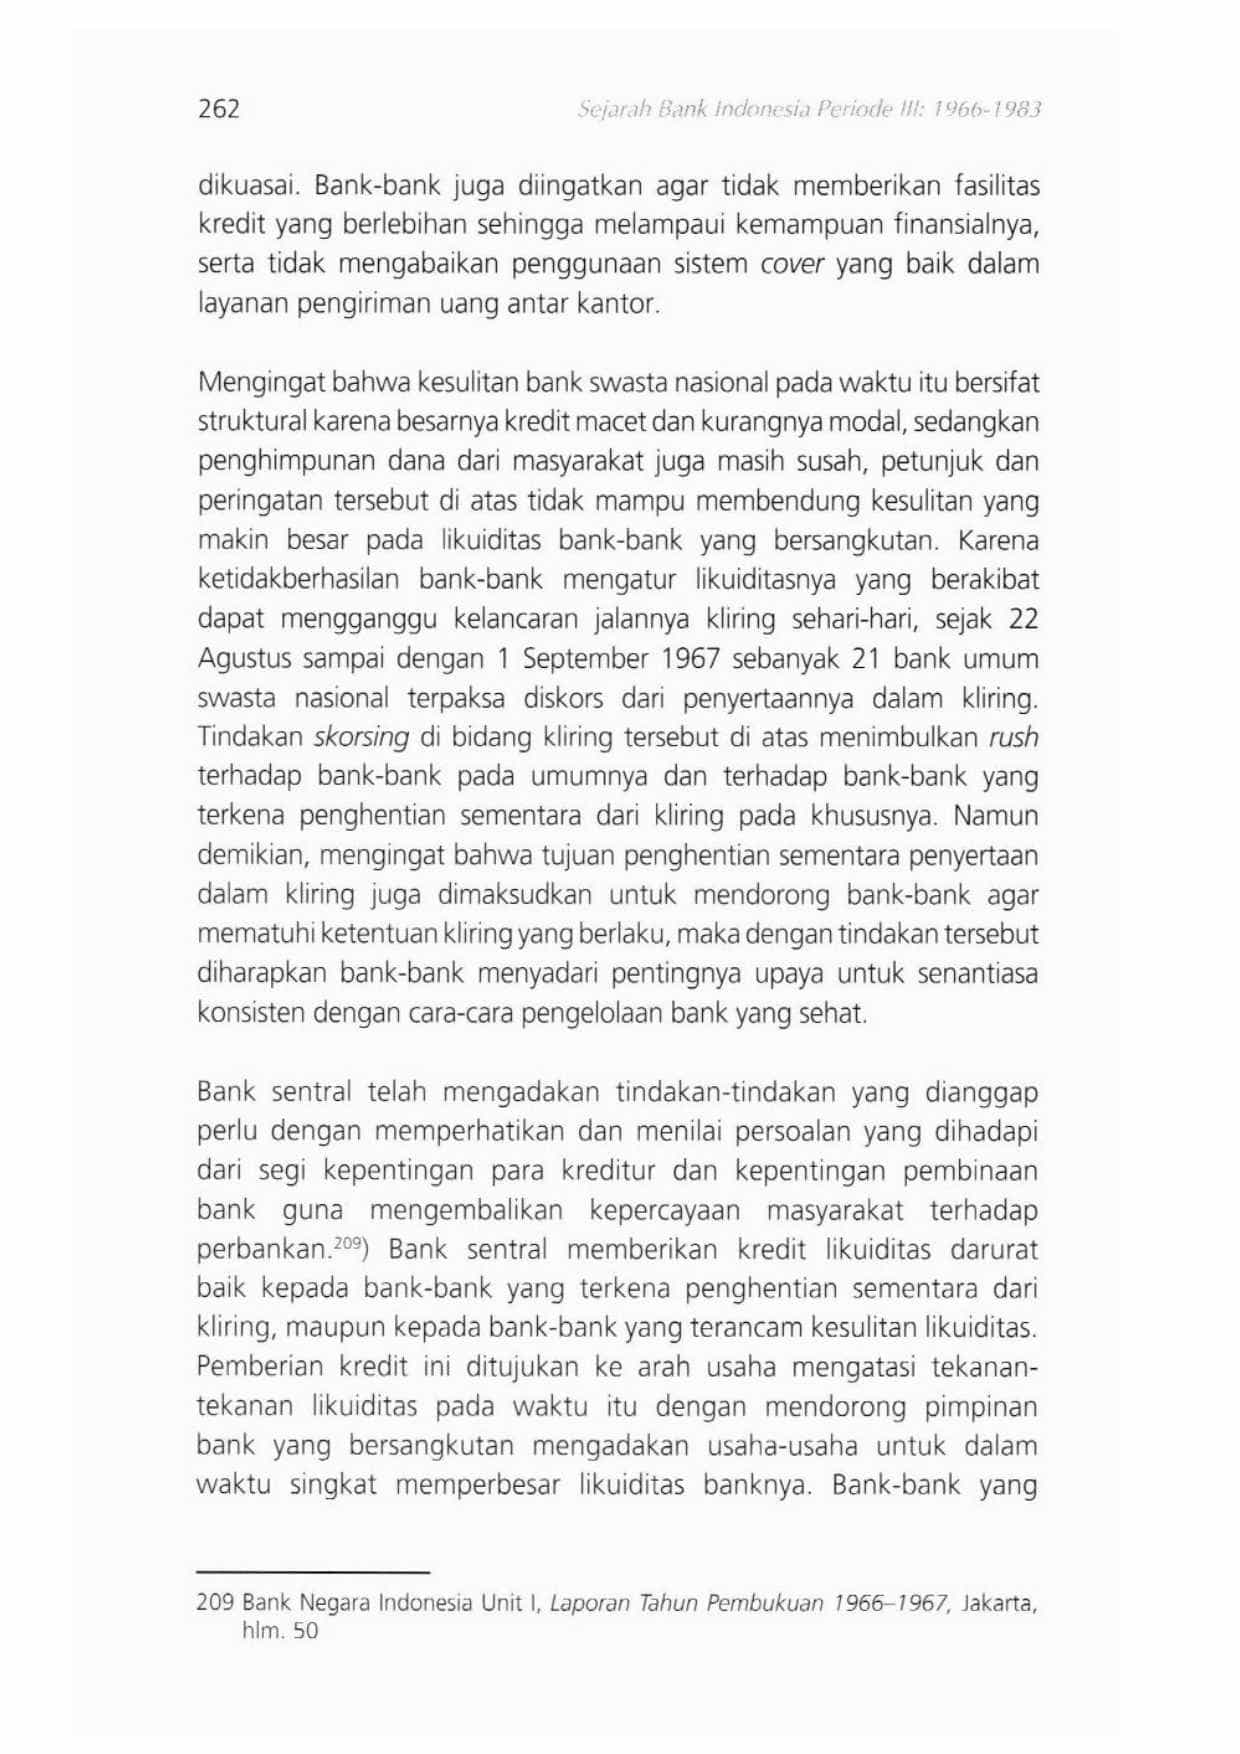 262
Sejarah Bank Indonesia Periode III: 1966-1983
dikuasai. Bank-bank juga diingatkan agar tidak memberikan fasilitas
kredit yang berlebihan sehingga melampaui kemampuan finansialnya,
serta tidak mengabaikan penggunaan sistem cover yang baik dalam
layanan pengiriman uang antar kantor.
Mengingat bahwa kesulitan bank swasta nasional pada waktu itu bersifat
struktural karena besarnya kredit macet dan kurangnya modal, sedangkan
penghimpunan dana dari masyarakat juga masih susah, petunjuk dan
peringatan tersebut di atas tidak mampu membendung kesulitan yang
makin besar pada likuiditas bank-bank yang bersangkutan. Karena
ketidakberhasilan bank-bank mengatur likuiditasnya yang berakibat
dapat mengganggu kelancaran jalannya kliring sehari-hari, sejak 22
Agustus sampai dengan 1 September 1967 sebanyak 21 bank umum
swasta nasional terpaksa diskors dari penyertaannya dalam kliring.
Tindakan skorsing di bidang kliring tersebut di atas menimbulkan rush
terhadap bank-bank pada umumnya dan terhadap bank-bank yang
terkena penghentian sementara dari kliring pada khususnya. Namun
demikian, mengingat bahwa tujuan penghentian sementara penyertaan
dalam kliring juga dimaksudkan untuk mendorong bank-bank agar
mematuhi ketentuan kliring yang berlaku, maka dengan tindakan tersebut
diharapkan bank-bank menyadari pentingnya upaya untuk senantiasa
konsisten dengan cara-cara pengelolaan bank yang sehat.
Bank sentral telah mengadakan tindakan-tindakan yang dianggap
perlu dengan memperhatikan dan menilai persoalan yang dihadapi
dari segi kepentingan para kreditur dan kepentingan pembinaan
bank guna mengembalikan kepercayaan masyarakat terhadap
perbankan.209) Bank sentral memberikan kredit likuiditas darurat
baik kepada bank-bank yang terkena penghentian sementara dari
kliring, maupun kepada bank-bank yang terancam kesulitan likuiditas.
Pemberian kredit ini ditujukan ke arah usaha mengatasi tekanan-
tekanan likuiditas pada waktu itu dengan mendorong pimpinan
bank yang bersangkutan mengadakan usaha-usaha untuk dalam
waktu singkat memperbesar likuiditas banknya. Bank-bank yang
209 Bank Negara Indonesia Unit I, Laporan Tahun Pembukuan 1966–1967, Jakarta,
hlm. 50